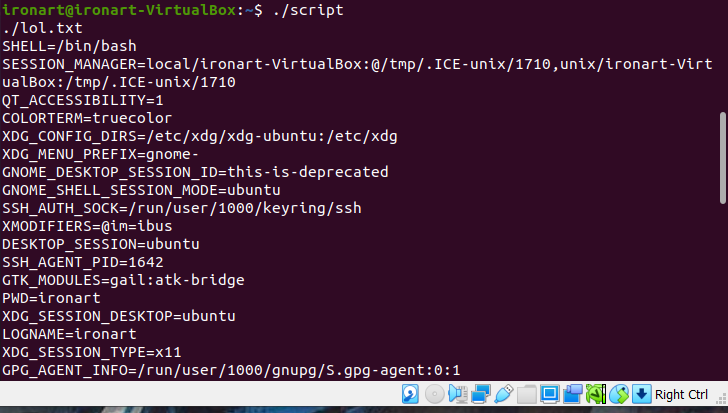 ironart@ironart-VirtualBox:~$ ./script
./lol.txt
SHELL=/bin/bash
SESSION_MANAGER=local/ironart-VirtualBox:@/tmp/.ICE-unix/1710,unix/ironart-Virt
ualBox:/tmp/.ICE-unix/1710
QT_ACCESSIBILITY=1
COLORTERM=truecolor
XDG_CONFIG_DIRS=/etc/xdg/xdg-ubuntu:/etc/xdg
XDG_MENU_PREFIX=gnome-
GNOME_DESKTOP_SESSION_ID=this-is-deprecated
GNOME_SHELL_SESSION_MODE=ubuntu
SSH_AUTH_SOCK=/run/user/1000/keyring/ssh
XMODIFIERS=@im=ibus
DESKTOP_SESSION=ubuntu
SSH_AGENT_PID=1642
GTK_MODULES=gail:atk-bridge
PWD=ironart
XDG_SESSION_DESKTOP=ubuntu
LOGNAME=ironart
XDG_SESSION_TYPE=x11
GPG_AGENT_INFO=/run/user/1000/gnupg/S.gpg-agent:0:1
Right Ctrl